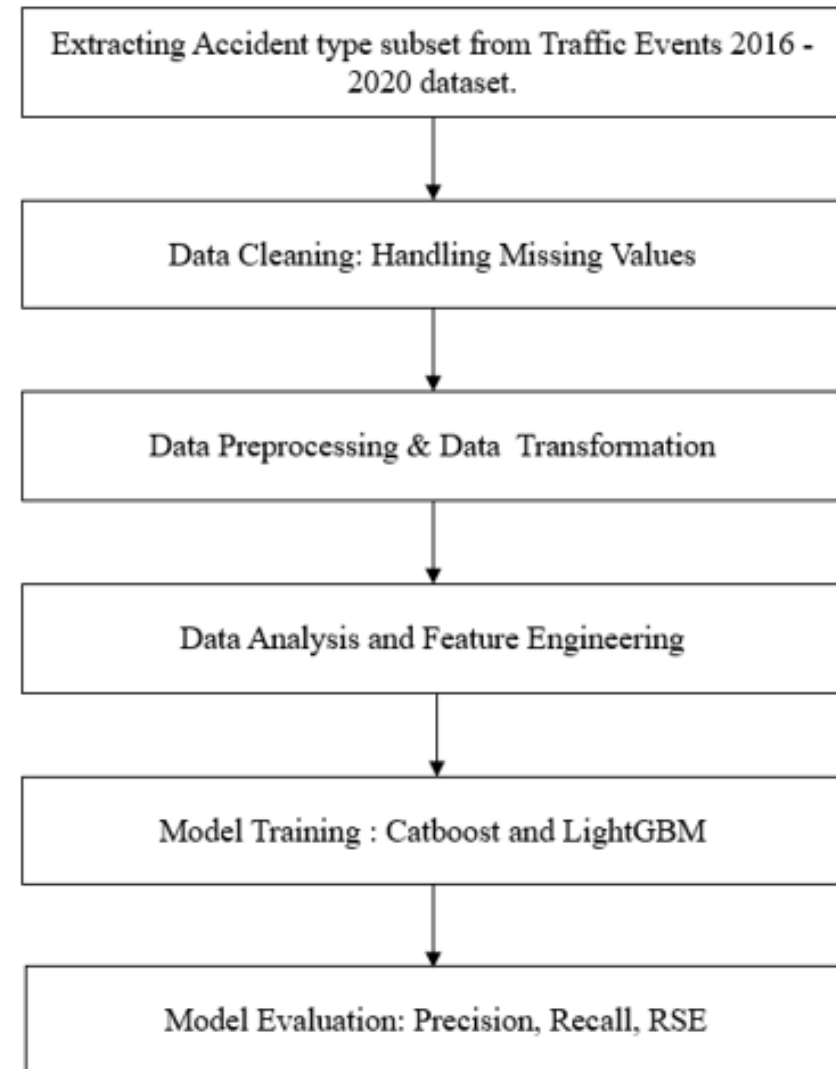 Extracting Accident type subset from Traffic Events 2016 -
2020 dataset.
Data Cleaning: Handling Missing Values
Data Preprocessing & Data  Transformation
Data Analysis and Feature Engineering
Model Training : Catboost and LightGBM
Model Evaluation: Precision, Recall, RSE